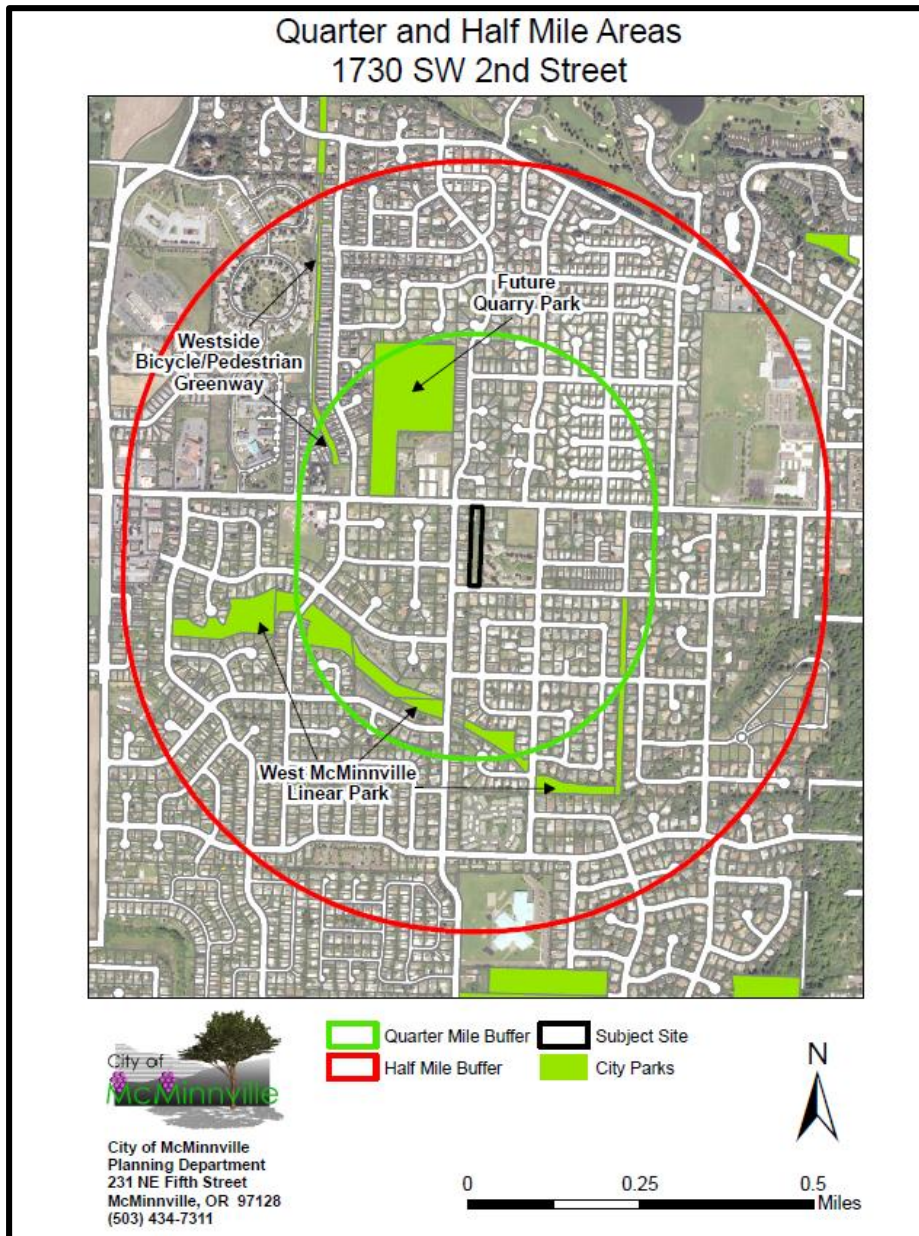 Quarter and Half Mile Areas
1730 SW 2nd Street
Future
Quarry Park
Westside
Bicycle/Pedestrian
Greenway
West McMinnville
Linear Park
City of
McMinnville
City of McMinnville
Planning Department
231 NE Fifth Street
McMinnville, OR 97128
(503) 434-7311
Quarter Mile Buffer
Half Mile Buffer
Subject Site
City Parks
N
0 0.25 0.5
Miles